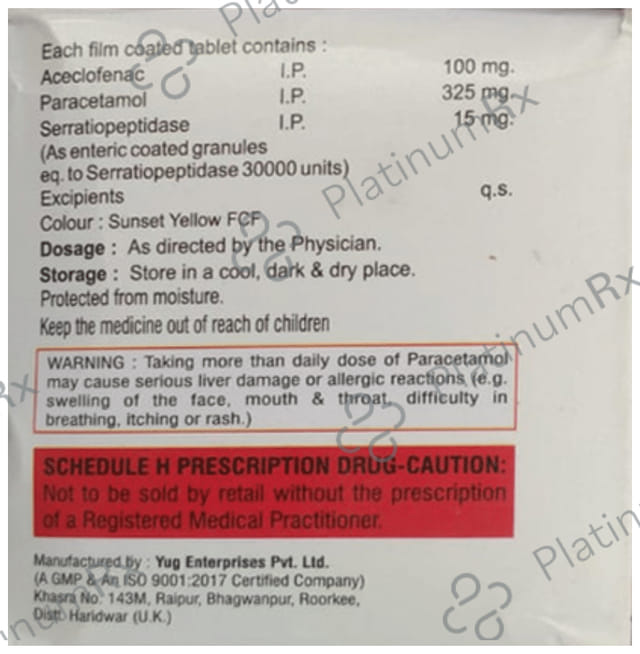 Each film coated tablet contains :
Aceclofenac I.P. 100 mg.
Paracetamol I.P. 325 mg.
Serratiopeptidase I.P. 15 mg.
(As enteric coated granules
eq. to Serratiopeptidase 30000 units)
Excipients q.s.
Colour : Sunset Yellow FCF
Dosage : As directed by the Physician.
Storage : Store in a cool, dark & dry place.
Protected from moisture.
Keep the medicine out of reach of children
WARNING : Taking more than daily dose of Paracetamol
may cause serious liver damage or allergic reactions (e.g.
swelling of the face, mouth & throat, difficulty in
breathing, itching or rash.)
SCHEDULE H PRESCRIPTION DRUG-CAUTION:
Not to be sold by retail without the prescription
of a Registered Medical Practitioner.
Manufactured by : Yug Enterprises Pvt. Ltd.
(A GMP & An ISO 9001:2017 Certified Company)
Khasra No. 143M, Raipur, Bhagwanpur, Roorkee,
Distt. Haridwar (U.K.)
PlatinumRx
PlatinumRx
PlatinumRx